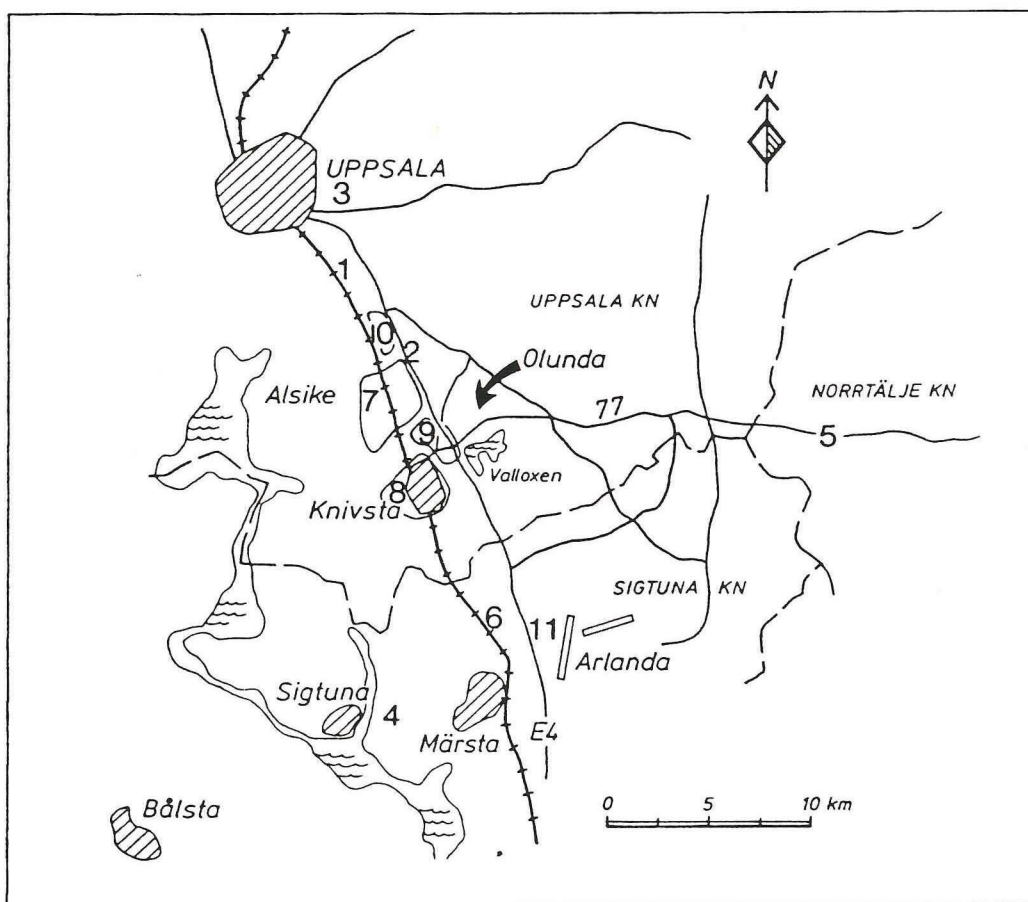 N
UPPSALA
3
1
UPPSALA KN
10
2
Olunda
Alsike
7
77
NORRTÄLJE KN
5
9
Valloxen
8
Knivsta
SIGTUNA KN
6
11
Arlanda
Sigtuna
4
Märsta
E4
Bålsta
0 5 10 km